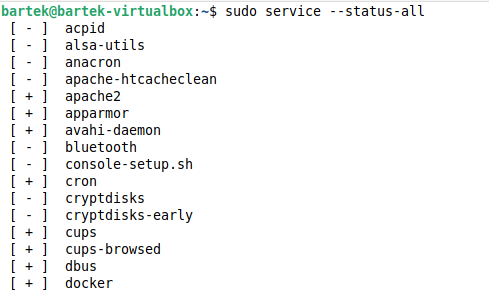 bartek@bartek-virtualbox:~$ sudo service --status-all
[ - ]  acpid
[ - ]  alsa-utils
[ - ]  anacron
[ - ]  apache-htcacheclean
[ + ]  apache2
[ + ]  apparmor
[ + ]  avahi-daemon
[ - ]  bluetooth
[ - ]  console-setup.sh
[ + ]  cron
[ - ]  cryptdisks
[ - ]  cryptdisks-early
[ + ]  cups
[ + ]  cups-browsed
[ + ]  dbus
[ + ]  docker